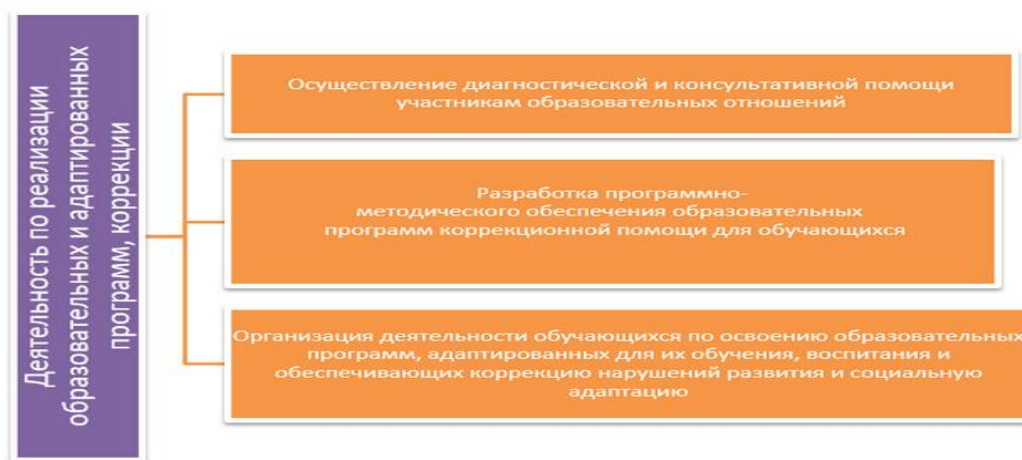 Деятельность по реализации
образовательных и адаптированных
программ, коррекции
Осуществление диагностической и консультативной помощи
участникам образовательных отношений
Разработка программно-
методического обеспечения образовательных
программ коррекционной помощи для обучающихся
Организация деятельности обучающихся по освоению образовательных
программ, адаптированных для их обучения, воспитания и
обеспечивающих коррекцию нарушений развития и социальную
адаптацию